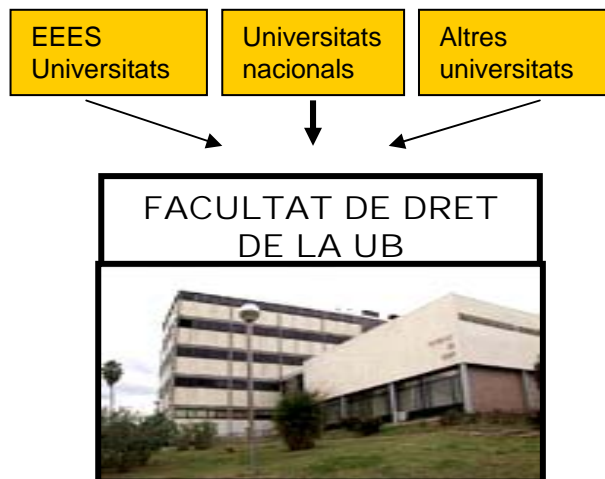 EEES
Universitats
Universitats
nacionals
Altres
universitats
FACULTAT DE DRET
DE LA UB